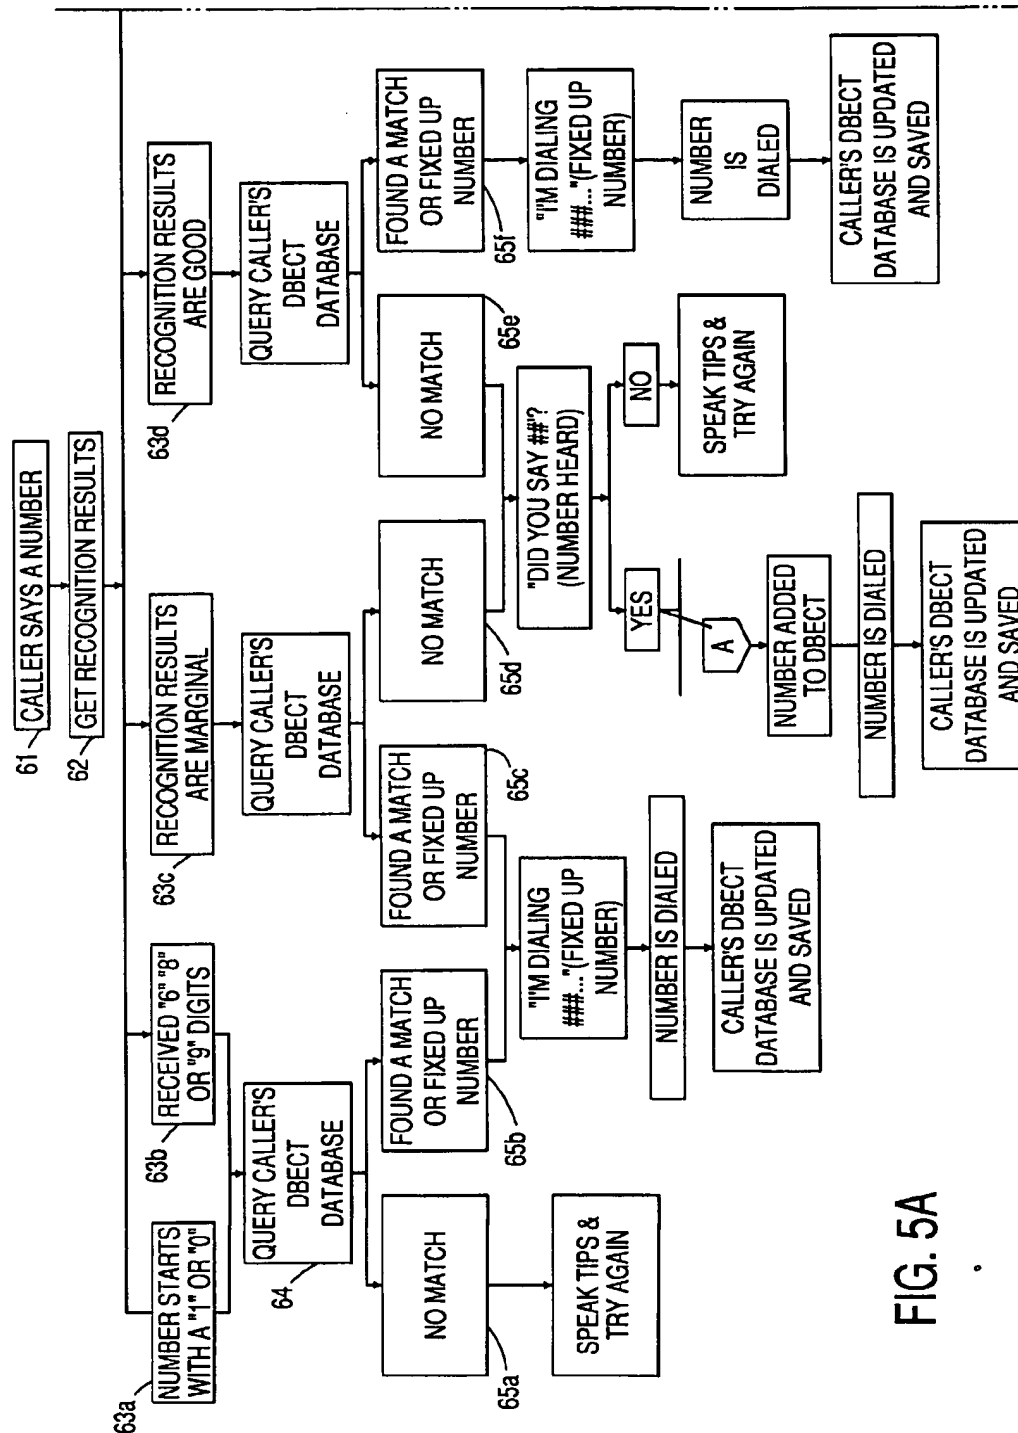 61
CALLER SAYS A NUMBER
62
GET RECOGNITION RESULTS
63a
NUMBER STARTS
WITH A "1" OR "0"
63b
RECEIVED "6" "8"
OR "9" DIGITS
63c
RECOGNITION RESULTS
ARE MARGINAL
63d
RECOGNITION RESULTS
ARE GOOD
64
QUERY CALLER'S
DBECT
DATABASE
QUERY CALLER'S
DBECT
DATABASE
QUERY CALLER'S
DBECT
DATABASE
65a
NO MATCH
65b
FOUND A MATCH
OR FIXED UP
NUMBER
65c
FOUND A MATCH
OR FIXED UP
NUMBER
65d
NO MATCH
65e
NO MATCH
65f
FOUND A MATCH
OR FIXED UP
NUMBER
SPEAK TIPS &
TRY AGAIN
"I'M DIALING
###..."(FIXED UP
NUMBER)
"DID YOU SAY ##'?
(NUMBER HEARD)
"I'M DIALING
###..."(FIXED UP
NUMBER)
NUMBER IS DIALED
YES
NO
NUMBER
IS
DIALED
CALLER'S DBECT
DATABASE IS UPDATED
AND SAVED
A
SPEAK TIPS &
TRY AGAIN
NUMBER ADDED
TO DBECT
CALLER'S DBECT
DATABASE IS UPDATED
AND SAVED
NUMBER IS DIALED
CALLER'S DBECT
DATABASE IS UPDATED
AND SAVED
FIG. 5A